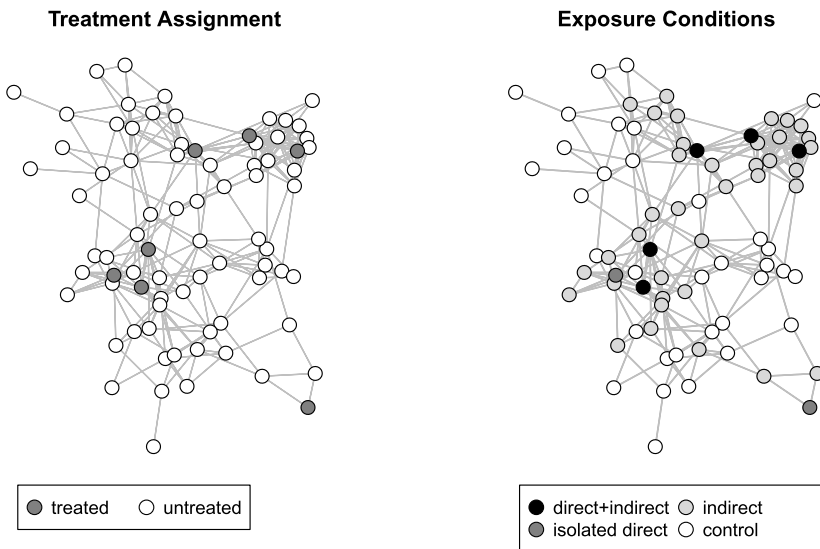 Treatment Assignment
Exposure Conditions
treated untreated
direct+indirect indirect
isolated direct control